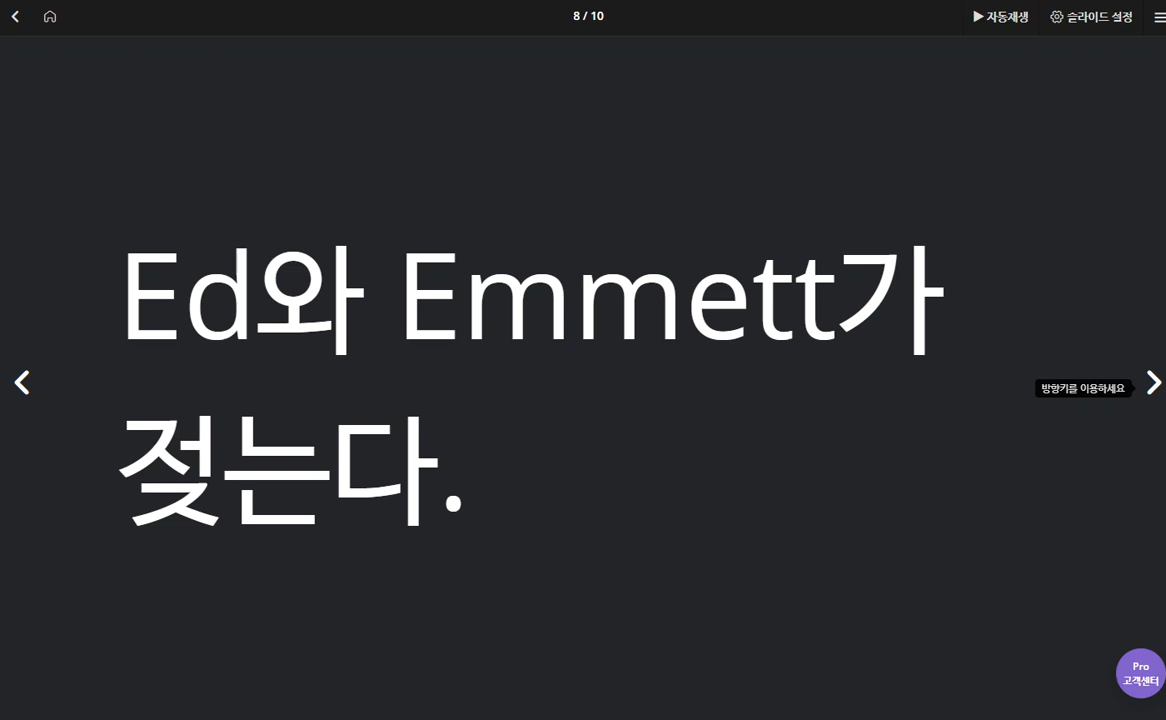 8 / 10
▶ 자동재생
슬라이드 설정
Ed와 Emmett가
젖는다.
방향키를 이용하세요
Pro
고객센터